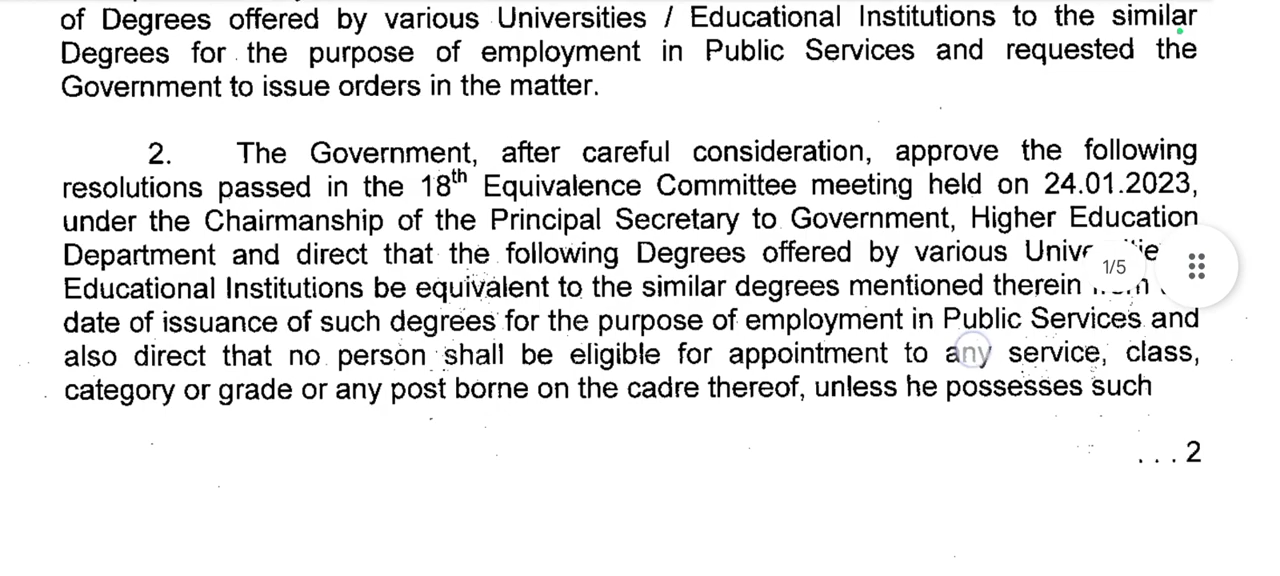 of Degrees offered by various Universities / Educational Institutions to the similar
Degrees for the purpose of employment in Public Services and requested the
Government to issue orders in the matter.
2. The Government, after careful consideration, approve the following
resolutions passed in the 18th Equivalence Committee meeting held on 24.01.2023,
under the Chairmanship of the Principal Secretary to Government, Higher Education
Department and direct that the following Degrees offered by various
1/5
Educational Institutions be equivalent to the similar degrees mentioned therein
date of issuance of such degrees for the purpose of employment in Public Services and
also direct that no person shall be eligible for appointment to any service, class,
category or grade or any post borne on the cadre thereof, unless he possesses such
...2